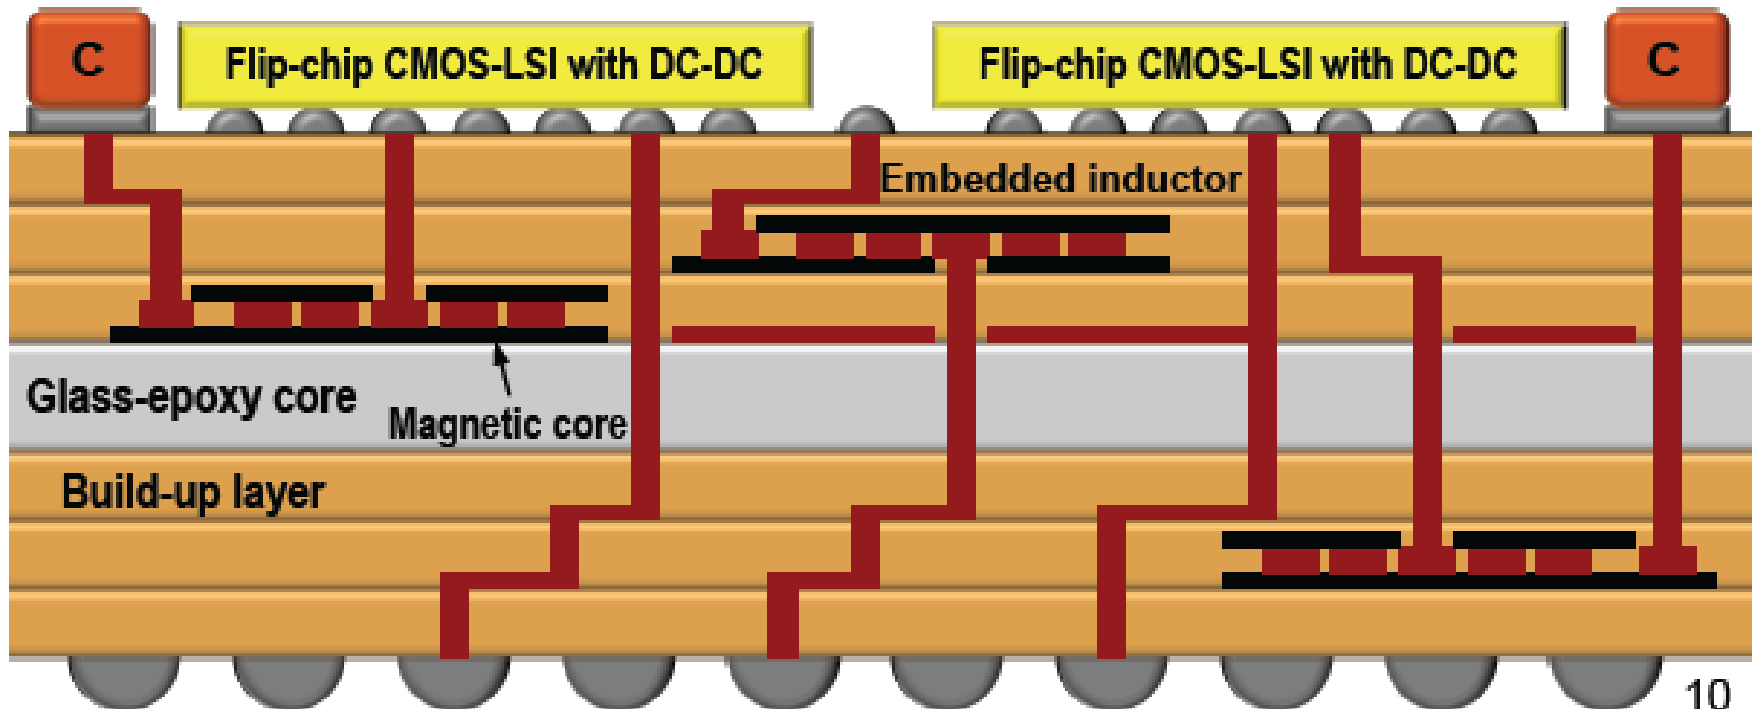 C
Flip-chip CMOS-LSI with DC-DC
Flip-chip CMOS-LSI with DC-DC
C
Embedded inductor
Glass-epoxy core
Magnetic core
Build-up layer
10